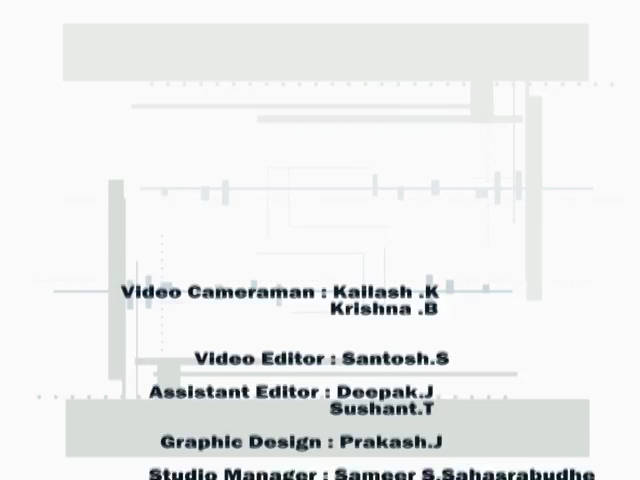 Video Cameraman : Kailash .K
Krishna .B
Video Editor : Santosh.S
Assistant Editor : Deepak.J
Sushant.T
Graphic Design : Prakash.J
Studio Manager : Sameer S.Sahasrabudhe